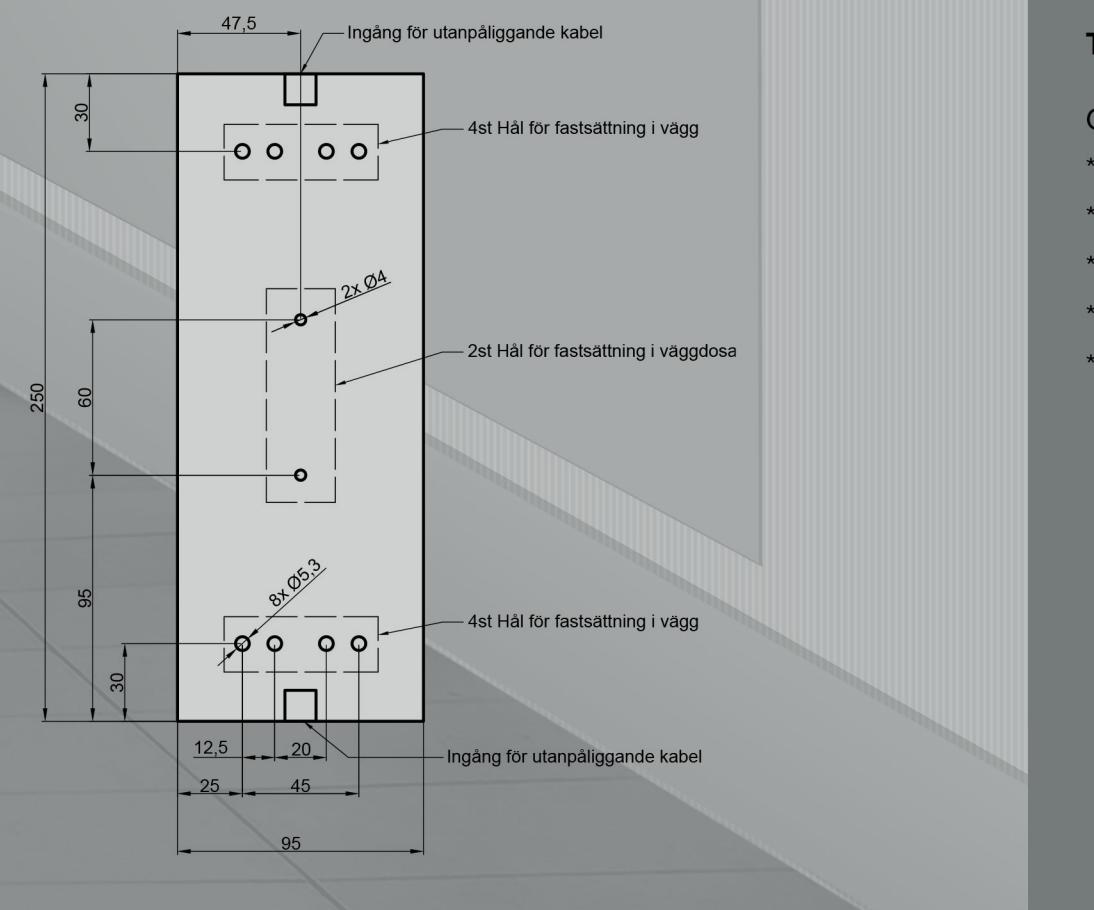 47,5
Ingång för utanpåliggande kabel
30
4st Hål för fastsättning i vägg
2x Ø4
2st Hål för fastsättning i väggdosa
250
60
95
8x Ø5,3
4st Hål för fastsättning i vägg
30
12,5
20
Ingång för utanpåliggande kabel
25
45
95
*
*
*
*
*